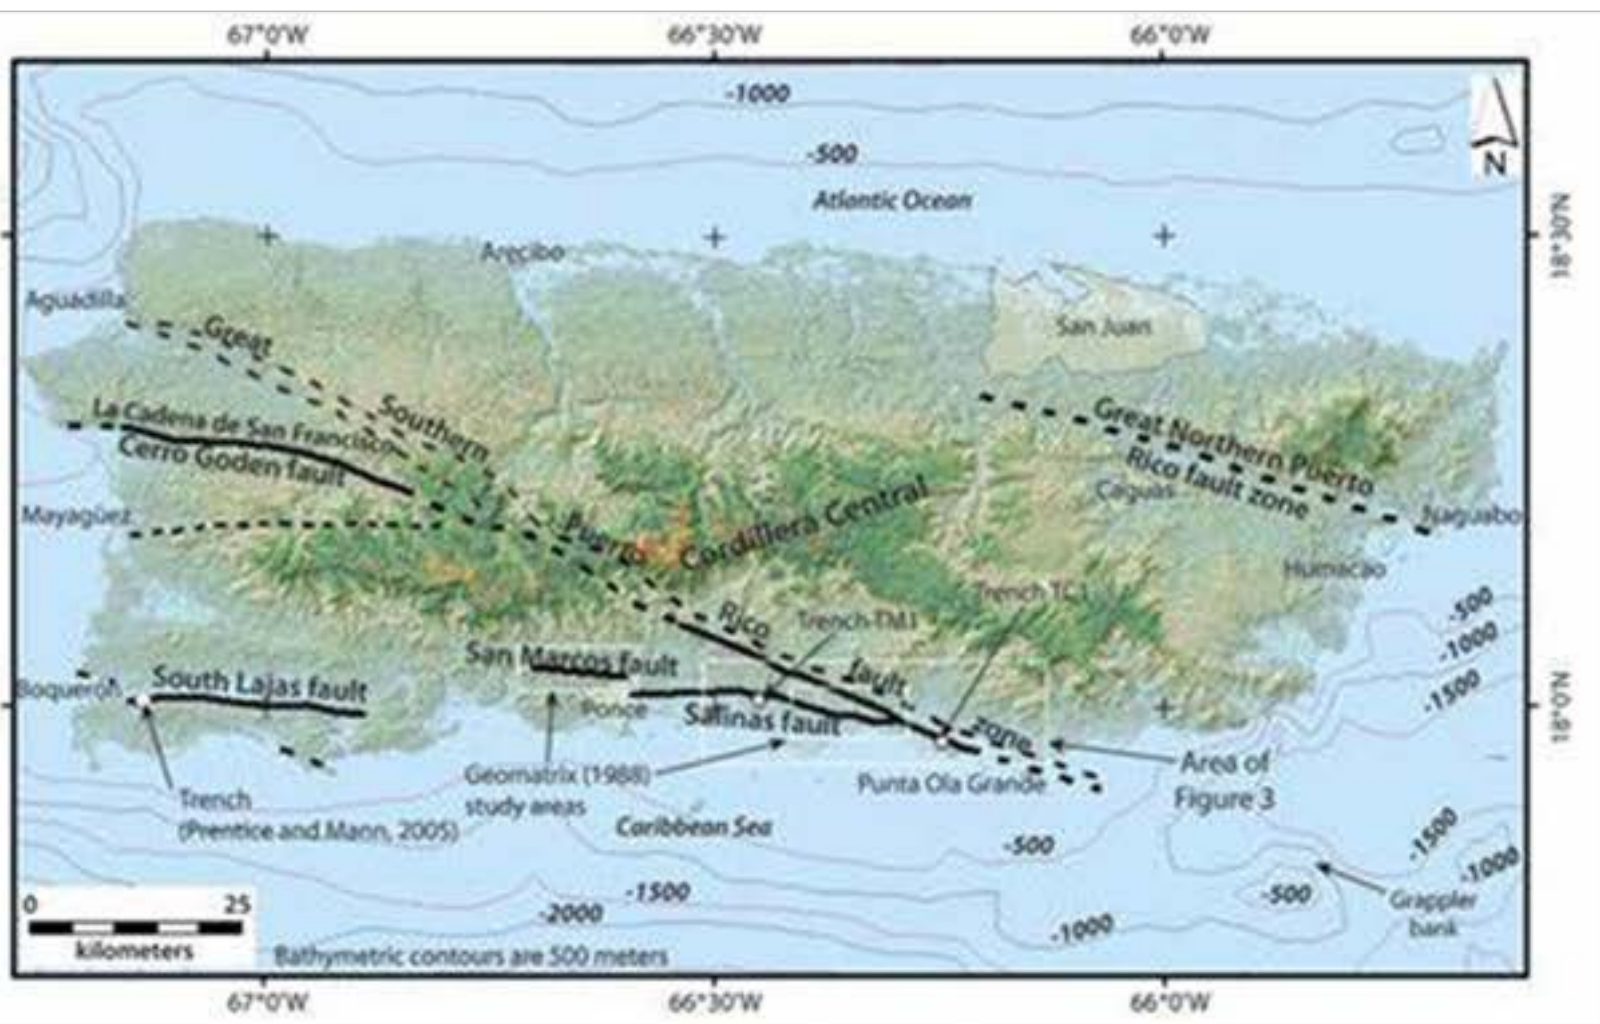 67°0'W
66°30'W
66°0'W
-1000
-500
Atlantic Ocean
N
18°30'N
Arecibo
Aguadilla
San Juan
Great
Southern
Puerto
Rico
fault
zone
La Cadena de San Francisco
Cerro Goden fault
Great Northern Puerto
Rico fault zone
Caguas
Naguabo
Mayagüez
Cordillera Central
Humacao
Trench TC1
Trench TM1
-500
-1000
-1500
San Marcos fault
South Lajas fault
Boquerón
Ponce
Salinas fault
18°0'N
Area of
Figure 3
Geomatrix (1988)
study areas
Punta Ola Grande
Trench
(Prentice and Mann, 2005)
Caribbean Sea
-500
-1500
-1000
-500
Grappler
bank
-1500
-2000
-1000
0
25
kilometers
Bathymetric contours are 500 meters
67°0'W
66°30'W
66°0'W